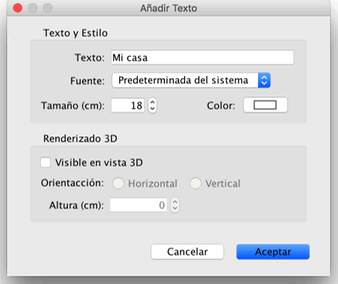 Añadir Texto
Texto y Estilo
Texto: Mi casa
Fuente: Predeterminada del sistema
Tamaño (cm): 18 Color:
Renderizado 3D
Visible en vista 3D
Orientacción: Horizontal Vertical
Altura (cm): 0
Cancelar Aceptar